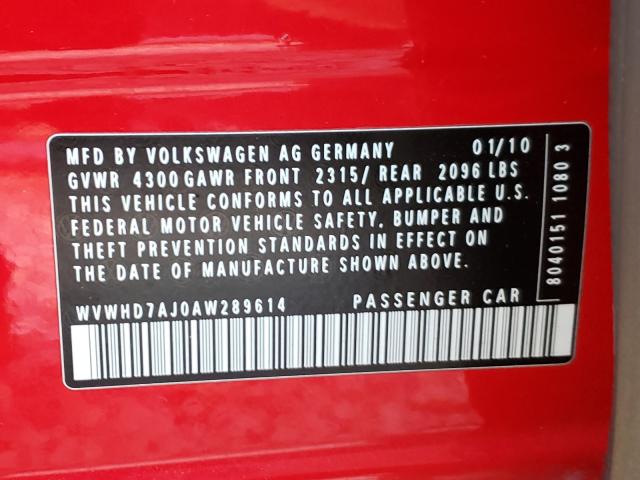 MFD BY VOLKSWAGEN AG GERMANY 01/10
GVWR 4300 GAWR FRONT 2315/ REAR 2096 LBS
THIS VEHICLE CONFORMS TO ALL APPLICABLE U.S.
FEDERAL MOTOR VEHICLE SAFETY, BUMPER AND
THEFT PREVENTION STANDARDS IN EFFECT ON
THE DATE OF MANUFACTURE SHOWN ABOVE.
WVWHD7AJ0AW289614 PASSENGER CAR
8040151 1080 3